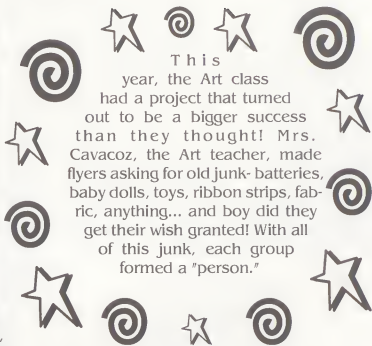 This
year, the Art class
had a project that turned
out to be a bigger success
than they thought! Mrs.
Cavacoz, the Art teacher, made
flyers asking for old junk- batteries,
baby dolls, toys, ribbon strips, fab-
ric, anything... and boy did they
get their wish granted! With all
of this junk, each group
formed a "person."